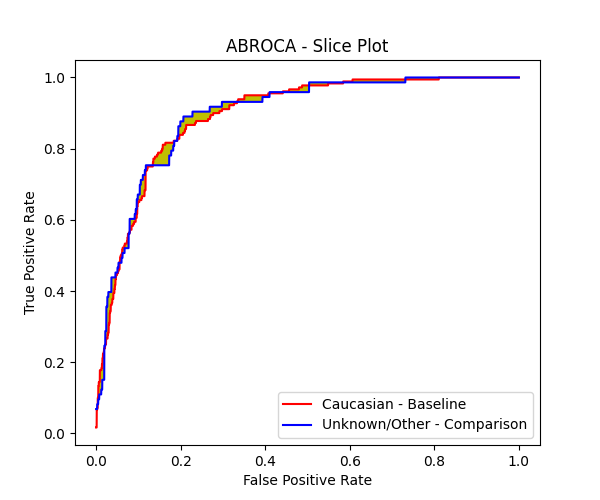 ABROCA - Slice Plot
True Positive Rate
1.0
0.8
0.6
0.4
0.2
0.0
Caucasian - Baseline
Unknown/Other - Comparison
0.0 0.2 0.4 0.6 0.8 1.0
False Positive Rate